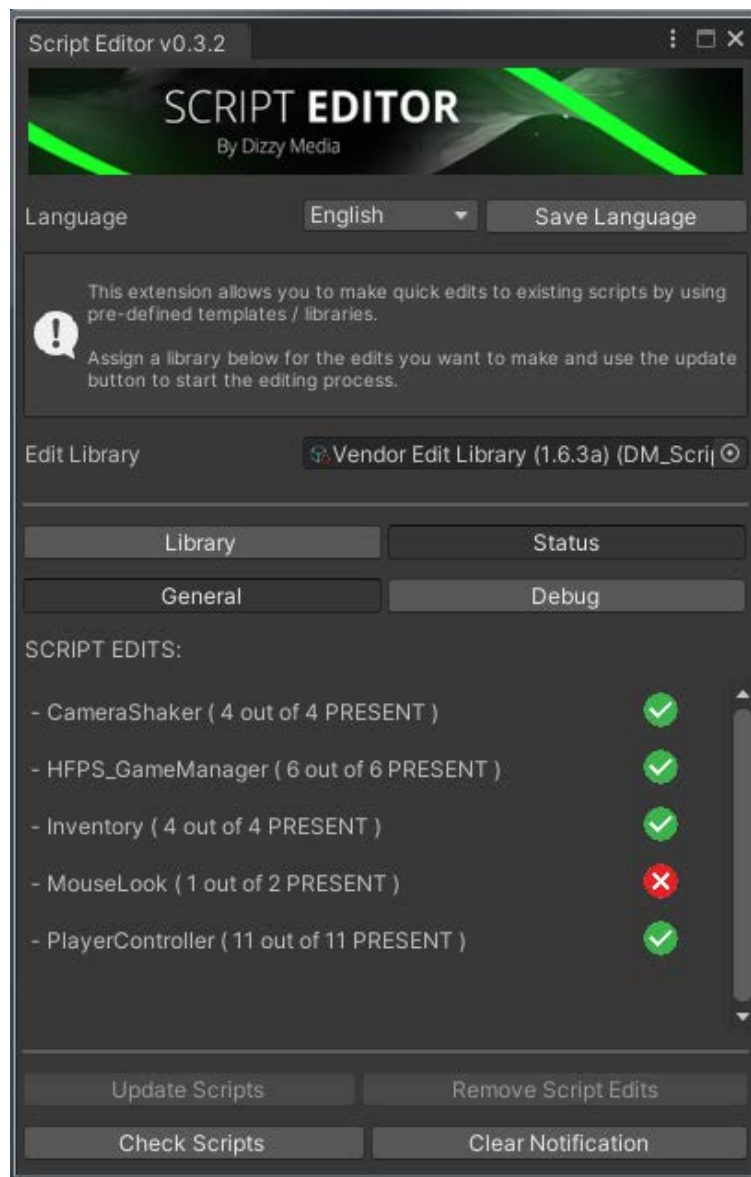 Script Editor v0.3.2
SCRIPT EDITOR
By Dizzy Media
Language English Save Language
This extension allows you to make quick edits to existing scripts by using
pre-defined templates / libraries.
Assign a library below for the edits you want to make and use the update
button to start the editing process.
Edit Library Vendor Edit Library (1.6.3a) (DM_Scri
Library Status
General Debug
SCRIPT EDITS:
- CameraShaker ( 4 out of 4 PRESENT )
- HFPS_GameManager ( 6 out of 6 PRESENT )
- Inventory ( 4 out of 4 PRESENT )
- MouseLook ( 1 out of 2 PRESENT )
- PlayerController ( 11 out of 11 PRESENT )
Update Scripts Remove Script Edits
Check Scripts Clear Notification